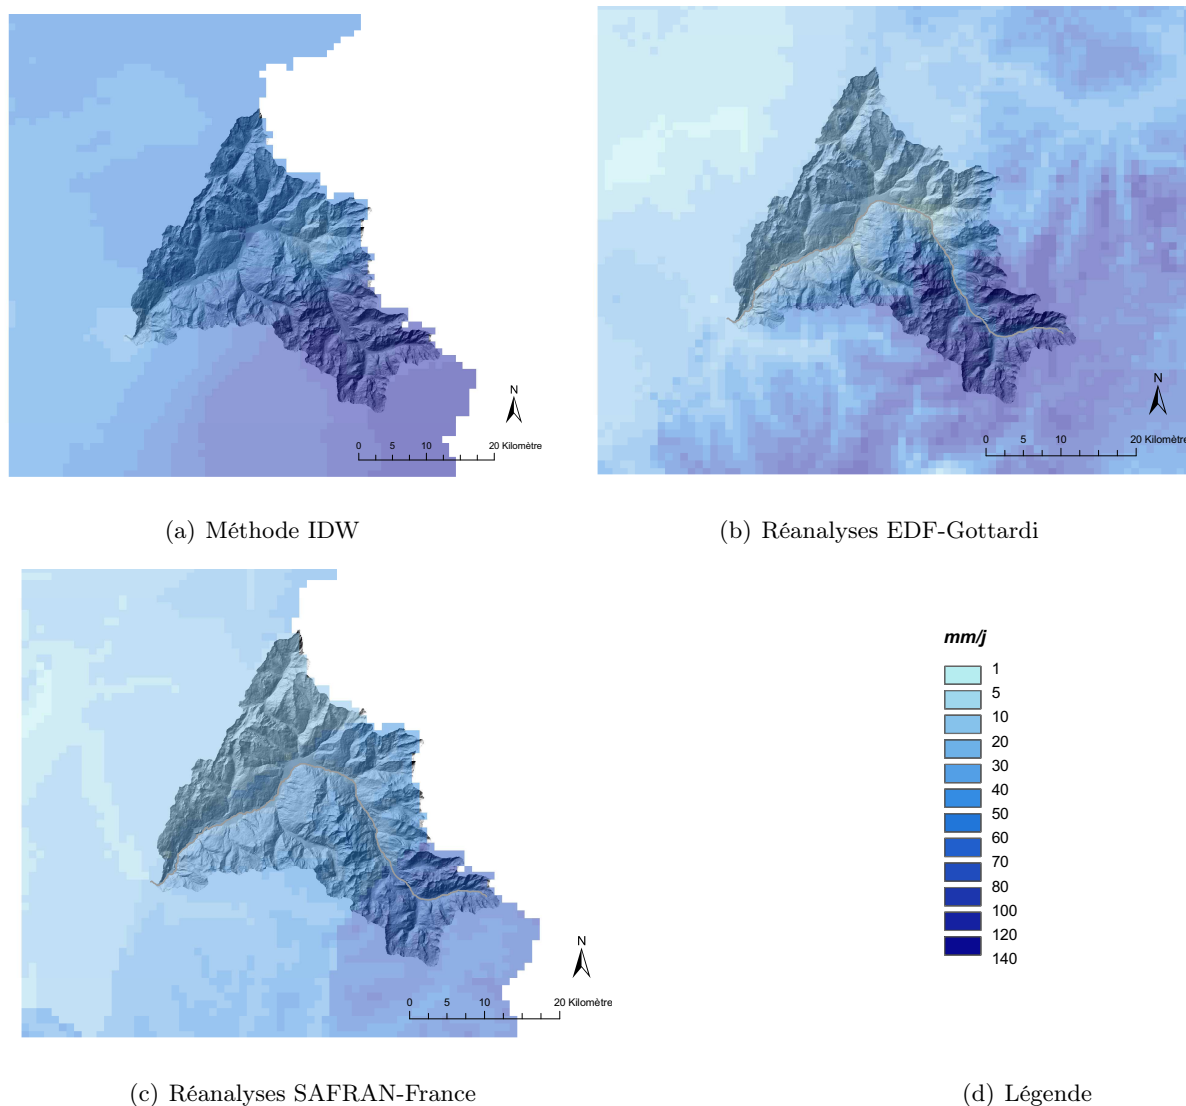 N
0 5 10 20 Kilomètre
N
0 5 10 20 Kilomètre
(a) Méthode IDW
(b) Réanalyses EDF-Gottardi
N
0 5 10 20 Kilomètre
mm/j
1
5
10
20
30
40
50
60
70
80
100
120
140
(c) Réanalyses SAFRAN-France
(d) Légende